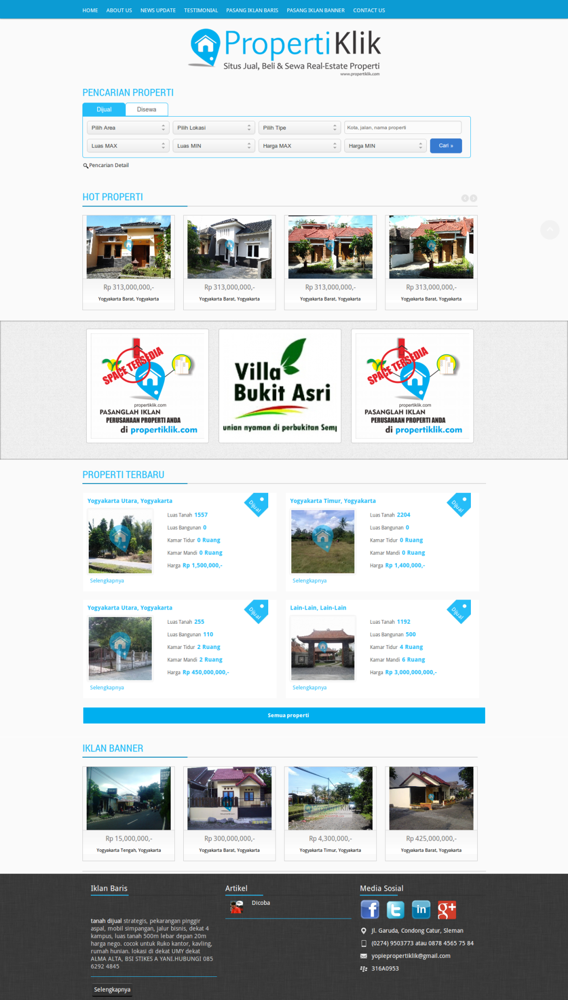 HOME ABOUT US NEWS UPDATE TESTIMONIAL PASANG IKLAN BARIS PASANG IKLAN BANNER CONTACT US
PropertiKlik
Situs Jual, Beli & Sewa Real-Estate Properti
www.propertiklik.com
PENCARIAN PROPERTI
Dijual Disewa
Pilih Area Pilih Lokasi Pilih Tipe Kota, jalan, nama properti
Luas MAX Luas MIN Harga MAX Harga MIN Cari »
Pencarian Detail
HOT PROPERTI
Rp 313,000,000,- Rp 313,000,000,- Rp 313,000,000,- Rp 313,000,000,-
Yogyakarta Barat, Yogyakarta Yogyakarta Barat, Yogyakarta Yogyakarta Barat, Yogyakarta Yogyakarta Barat, Yogyakarta
SPACE TERSEDIA
propertiklik.com
PASANGLAH IKLAN
PERUSAHAAN PROPERTI ANDA
di propertiklik.com
Villa
Bukit Asri
unian nyaman di perbukitan Semp
SPACE TERSEDIA
propertiklik.com
PASANGLAH IKLAN
PERUSAHAAN PROPERTI ANDA
di propertiklik.com
PROPERTI TERBARU
Yogyakarta Utara, Yogyakarta
Dijual
Luas Tanah 1557
Luas Bangunan 0
Kamar Tidur 0 Ruang
Kamar Mandi 0 Ruang
Harga Rp 1,500,000,-
Selengkapnya
Yogyakarta Timur, Yogyakarta
Dijual
Luas Tanah 2204
Luas Bangunan 0
Kamar Tidur 0 Ruang
Kamar Mandi 0 Ruang
Harga Rp 1,400,000,-
Selengkapnya
Yogyakarta Utara, Yogyakarta
Dijual
Luas Tanah 255
Luas Bangunan 110
Kamar Tidur 2 Ruang
Kamar Mandi 2 Ruang
Harga Rp 450,000,000,-
Selengkapnya
Lain-Lain, Lain-Lain
Dijual
Luas Tanah 1192
Luas Bangunan 500
Kamar Tidur 4 Ruang
Kamar Mandi 6 Ruang
Harga Rp 3,000,000,000,-
Selengkapnya
Semua properti
IKLAN BANNER
PropertiKlik
Rp 15,000,000,- Rp 300,000,000,- Rp 4,300,000,- Rp 425,000,000,-
Yogyakarta Tengah, Yogyakarta Yogyakarta Barat, Yogyakarta Yogyakarta Timur, Yogyakarta Yogyakarta Barat, Yogyakarta
Iklan Baris
tanah dijual strategis, pekarangan pinggir
aspal, mobil simpangan, jalur bisnis, dekat 4
kampus, luas tanah 500m lebar depan 20m
harga nego. cocok untuk Ruko kantor, kavling,
rumah hunian. lokasi di dekat UMY dekat
ALMA ALTA, BSI STIKES A YANI.HUBUNGI 085
6292 4845
Selengkapnya
Artikel
Dicoba
Media Sosial
Jl. Garuda, Condong Catur, Sleman
(0274) 9503773 atau 0878 4565 75 84
yopiepropertiklik@gmail.com
316A0953